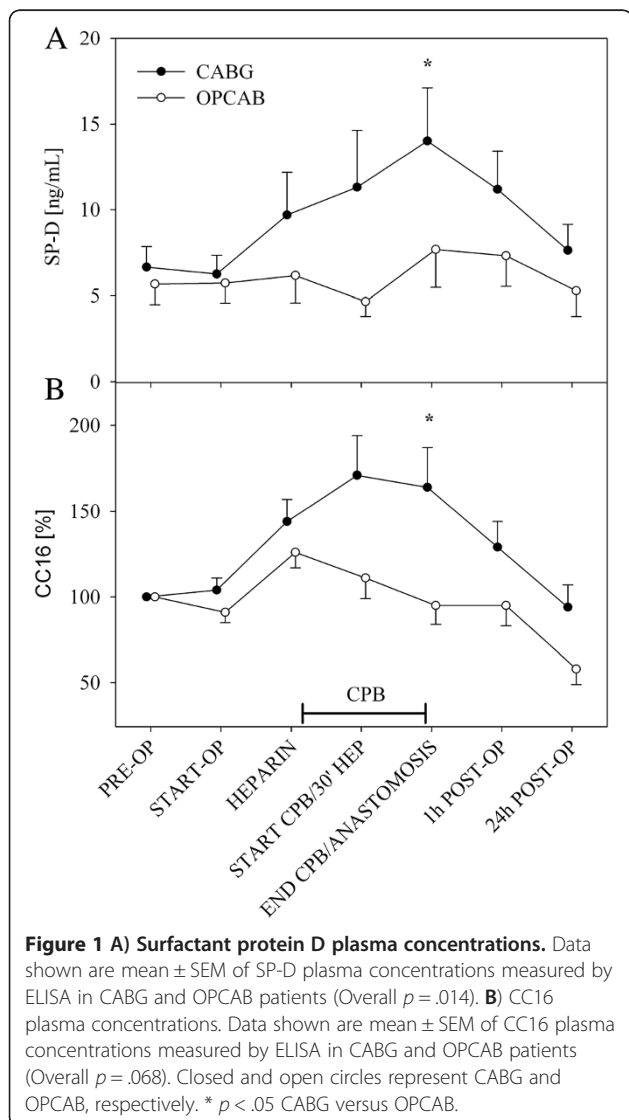 A
20
*
CABG
OPCAB
15
SP-D [ng/mL]
10
5
0
B
200
*
150
CC16 [%]
100
50
CPB
PRE-OP
START-OP
HEPARIN
START CPB/30' HEP
END CPB/ANASTOMOSIS
1h POST-OP
24h POST-OP
Figure 1 A) Surfactant protein D plasma concentrations. Data
shown are mean ± SEM of SP-D plasma concentrations measured by
ELISA in CABG and OPCAB patients (Overall p = .014). B) CC16
plasma concentrations. Data shown are mean ± SEM of CC16 plasma
concentrations measured by ELISA in CABG and OPCAB patients
(Overall p = .068). Closed and open circles represent CABG and
OPCAB, respectively. * p < .05 CABG versus OPCAB.